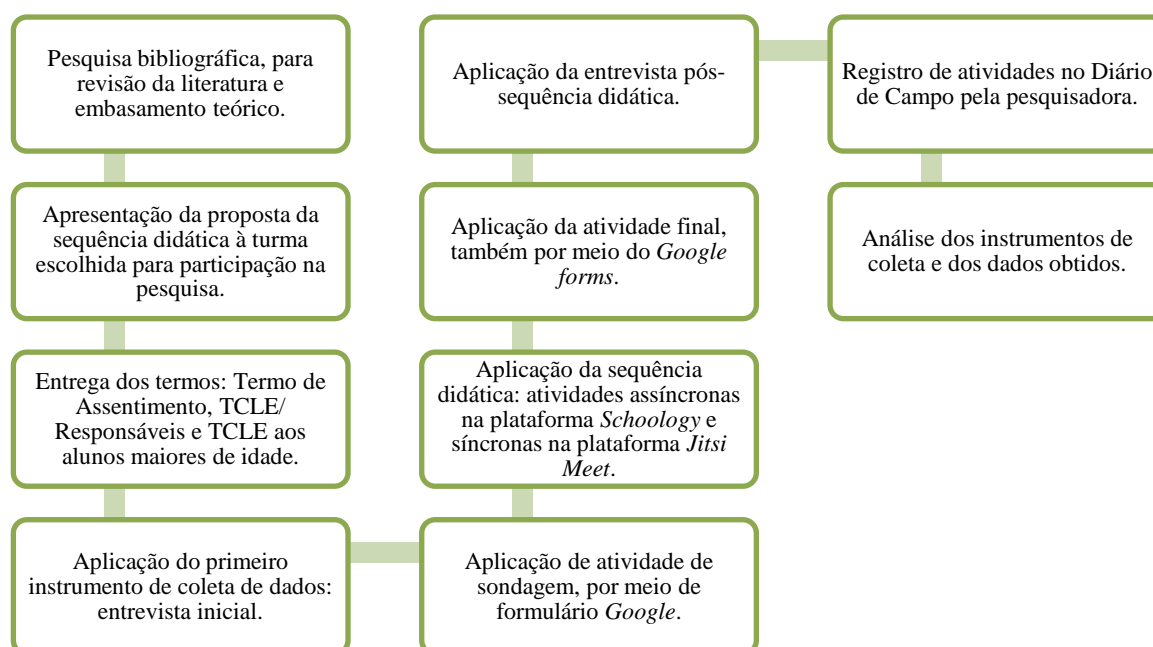 Pesquisa bibliográfica, para
revisão da literatura e
embasamento teórico.
Apresentação da proposta da
sequência didática à turma
escolhida para participação na
pesquisa.
Entrega dos termos: Termo de
Assentimento, TCLE/
Responsáveis e TCLE aos
alunos maiores de idade.
Aplicação do primeiro
instrumento de coleta de dados:
entrevista inicial.
Aplicação de atividade de
sondagem, por meio de
formulário Google.
Aplicação da sequência
didática: atividades assíncronas
na plataforma Schoology e
síncronas na plataforma Jitsi
Meet.
Aplicação da atividade final,
também por meio do Google
forms.
Aplicação da entrevista pós-
sequência didática.
Registro de atividades no Diário
de Campo pela pesquisadora.
Análise dos instrumentos de
coleta e dos dados obtidos.